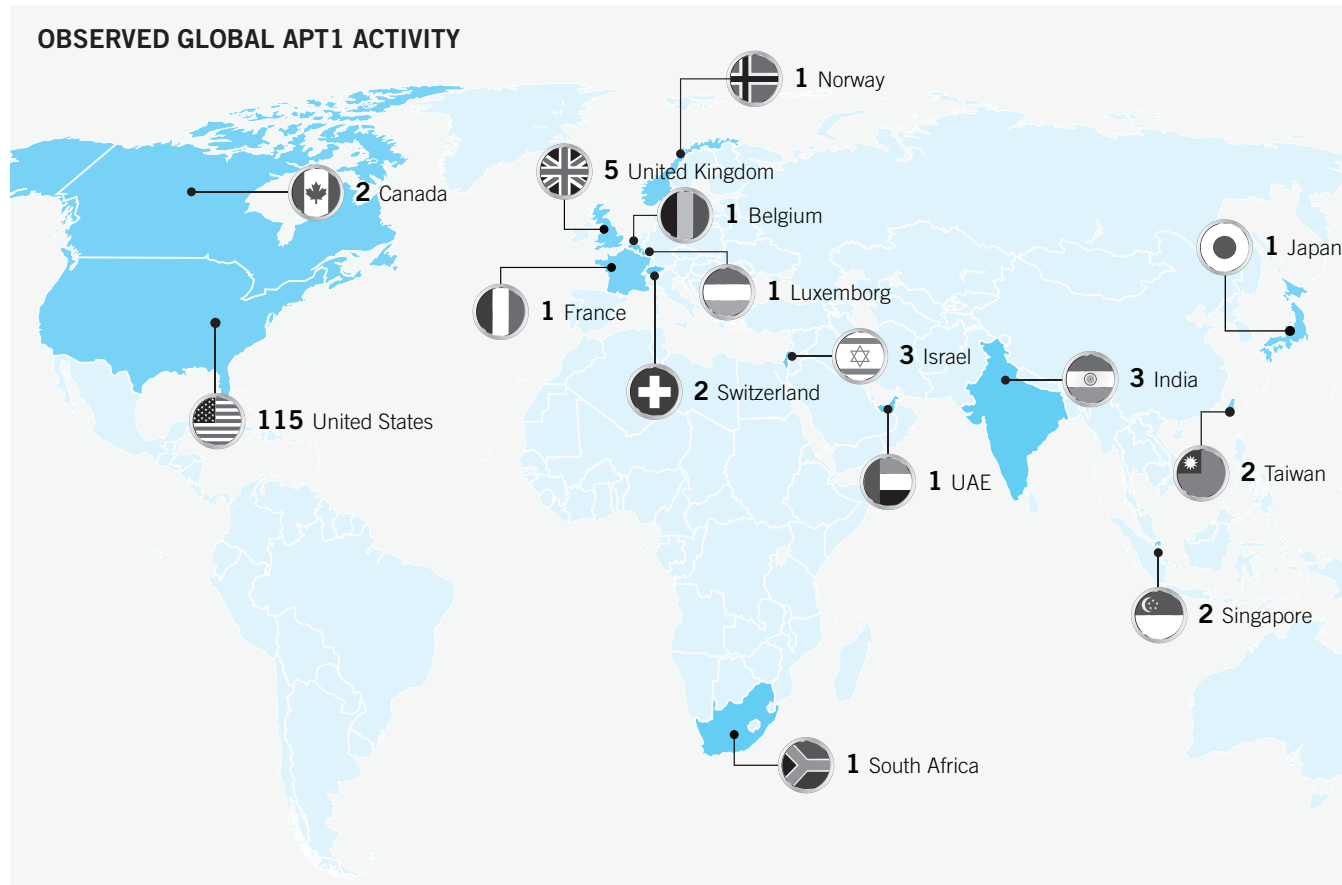 OBSERVED GLOBAL APT1 ACTIVITY
1 Norway
5 United Kingdom
2 Canada
1 Belgium
1 Japan
1 Luxemborg
1 France
3 Israel
3 India
2 Switzerland
115 United States
2 Taiwan
1 UAE
2 Singapore
1 South Africa